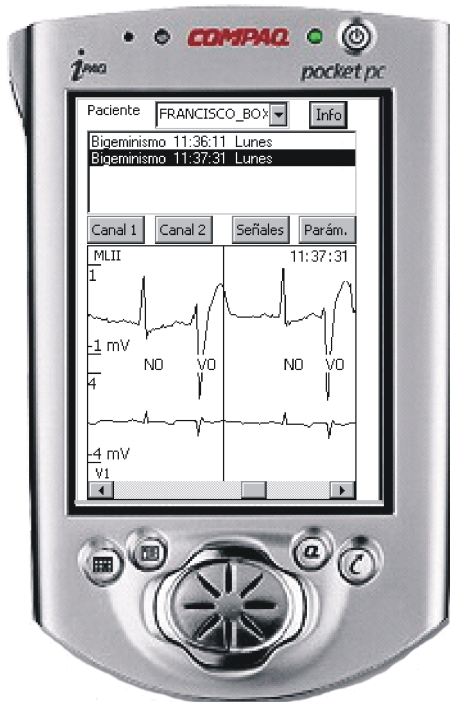 COMPAQ
iPAQ
pocket pc
Paciente FRANCISCO_BOX Info
Bigeminismo 11:36:11 Lunes
Bigeminismo 11:37:31 Lunes
Canal 1 Canal 2 Señales Parám.
MLII 11:37:31
1
-1 mV
N0 V0 N0 V0
4
-4 mV
V1
a